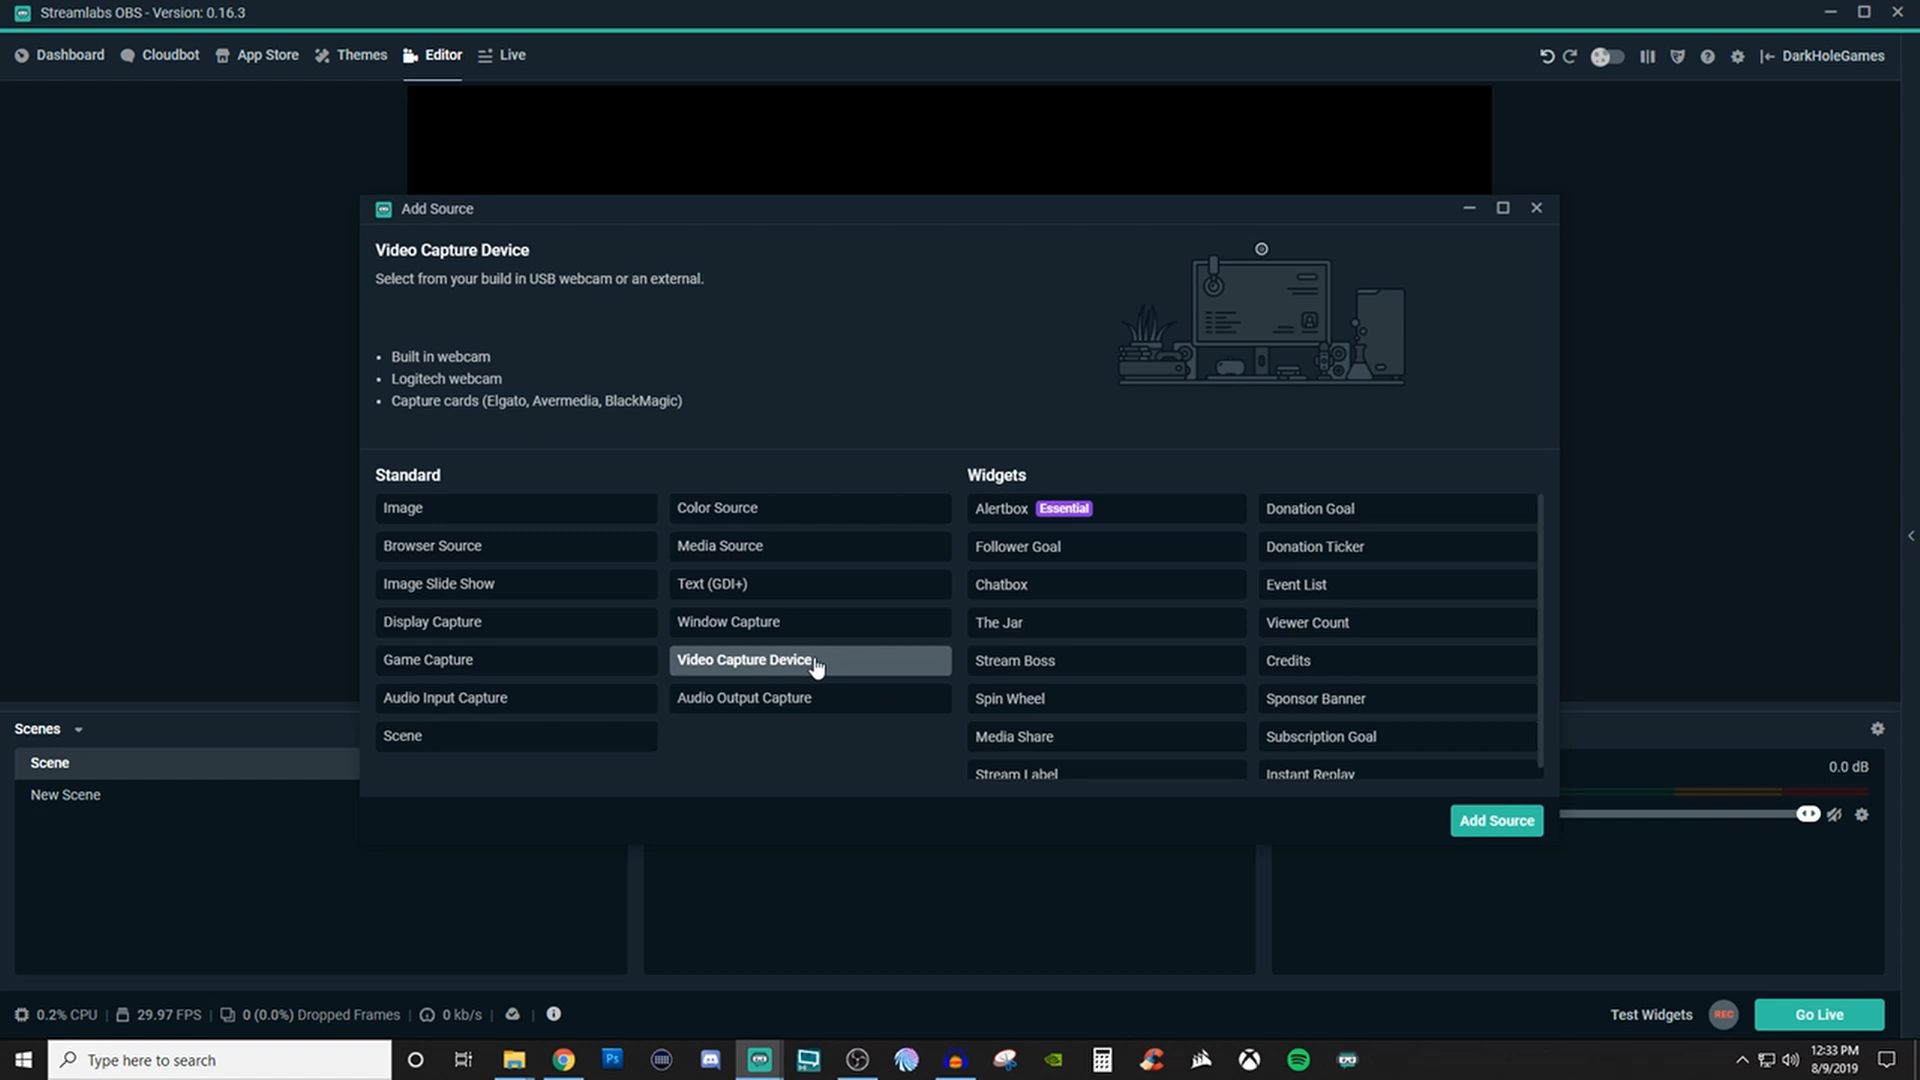 Streamlabs OBS - Version: 0.16.3
Dashboard Cloudbot App Store Themes Editor Live DarkHoleGames
Add Source
Video Capture Device
Select from your build in USB webcam or an external.
• Built in webcam
• Logitech webcam
• Capture cards (Elgato, Avermedia, BlackMagic)
Standard
Image Color Source
Browser Source Media Source
Image Slide Show Text (GDI+)
Display Capture Window Capture
Game Capture Video Capture Device
Audio Input Capture Audio Output Capture
Scene
Widgets
Alertbox Essential Donation Goal
Follower Goal Donation Ticker
Chatbox Event List
The Jar Viewer Count
Stream Boss Credits
Spin Wheel Sponsor Banner
Media Share Subscription Goal
Stream Label Instant Replay
Add Source
Scenes
Scene
New Scene
0.0 dB
0.2% CPU 29.97 FPS 0 (0.0%) Dropped Frames 0 kb/s
Test Widgets REC Go Live
Type here to search
Ps
12:33 PM
8/9/2019